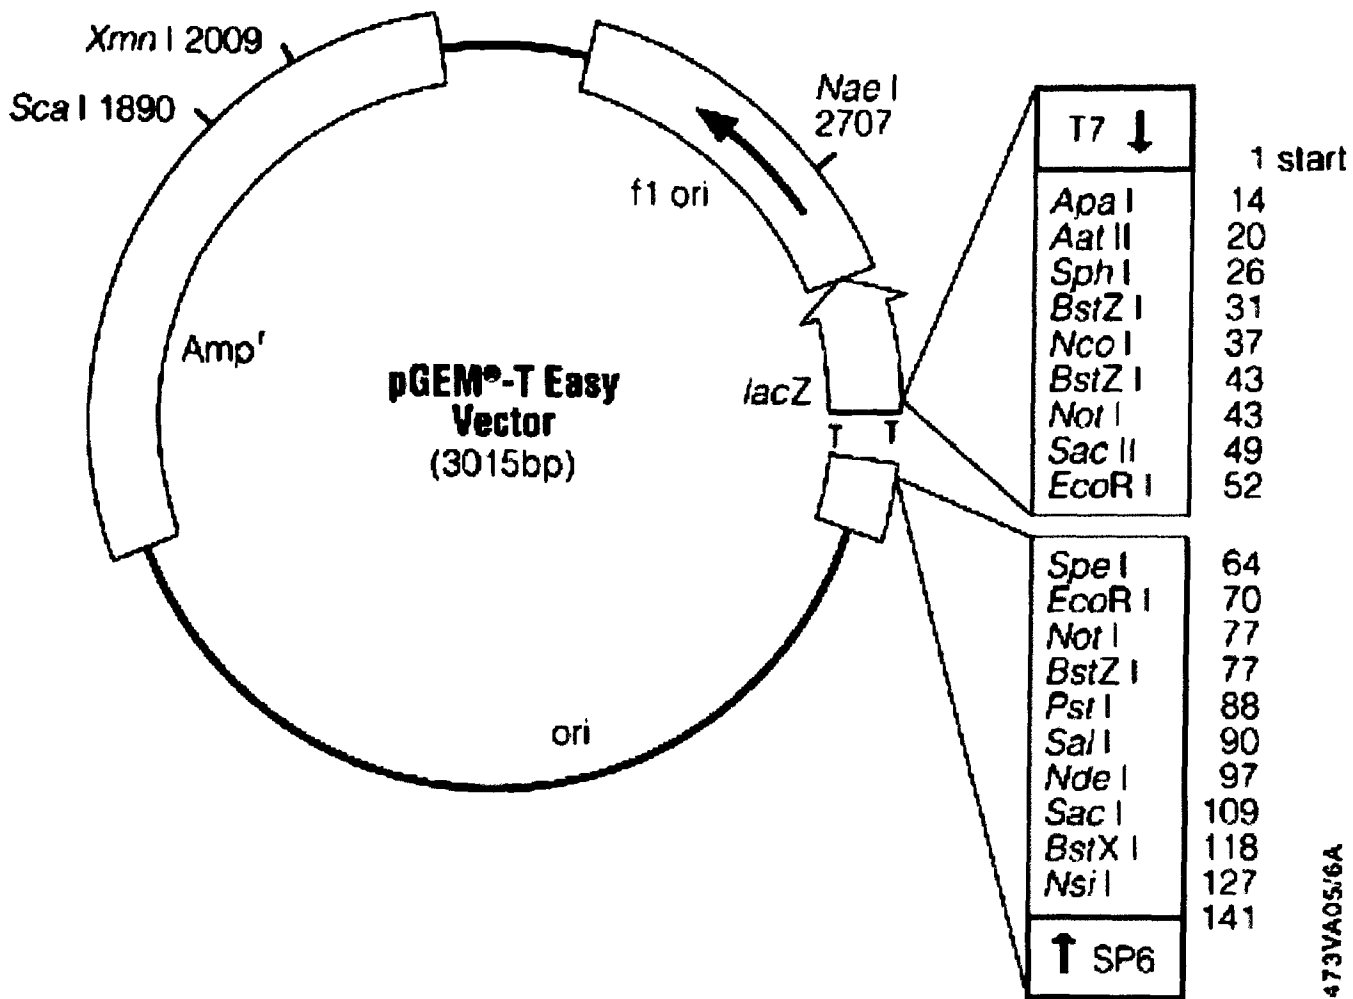 Xmn I 2009
Sca I 1890
Nae I
2707
f1 ori
Ampʳ
pGEM®-T Easy
Vector
(3015bp)
lacZ
T T
ori
T7 ↓
1 start
Apa I 14
Aat II 20
Sph I 26
BstZ I 31
Nco I 37
BstZ I 43
Not I 43
Sac II 49
EcoR I 52
Spe I 64
EcoR I 70
Not I 77
BstZ I 77
Pst I 88
Sal I 90
Nde I 97
Sac I 109
BstX I 118
Nsi I 127
141
↑ SP6
473VA05/6A